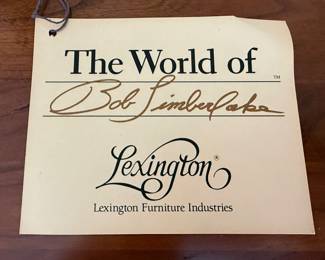 The World of ™
Bob Timberlake
Lexington®
Lexington Furniture Industries